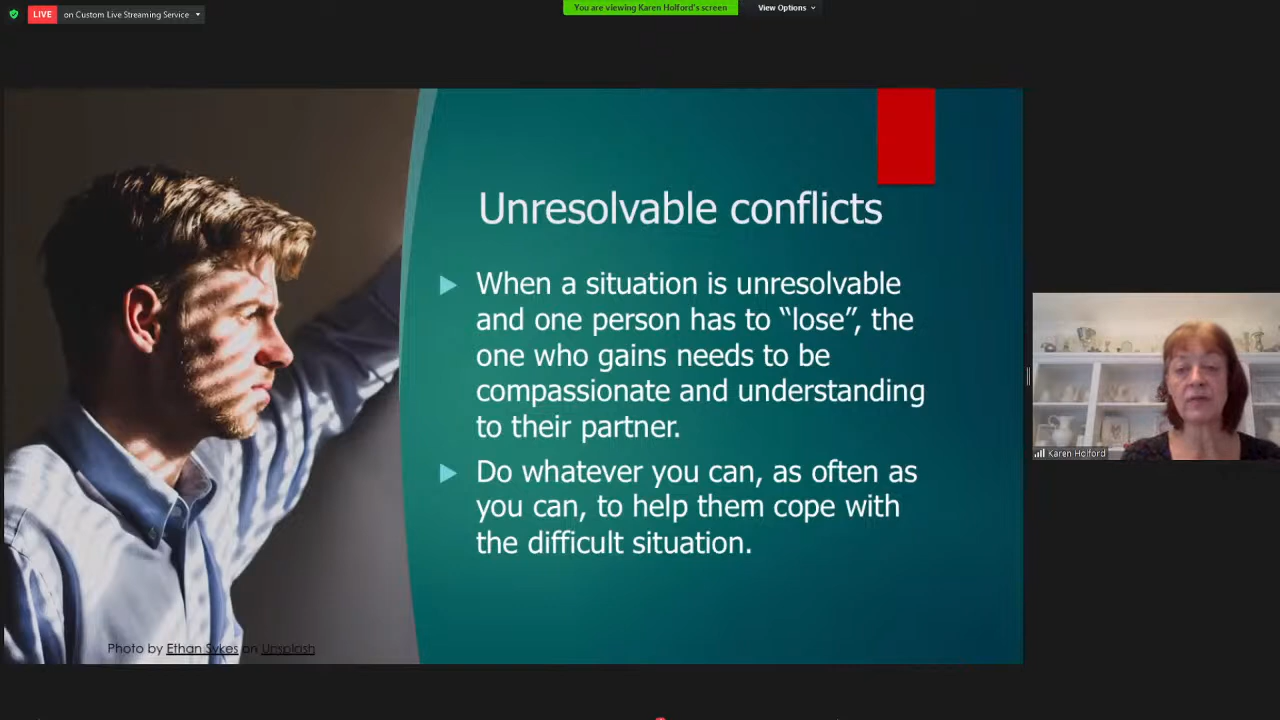 LIVE on Custom Live Streaming Service
You are viewing Karen Holford's screen
View Options
Unresolvable conflicts
When a situation is unresolvable
and one person has to “lose”, the
one who gains needs to be
compassionate and understanding
to their partner.
Do whatever you can, as often as
you can, to help them cope with
the difficult situation.
Photo by Ethan Sykes on Unsplash
Karen Holford